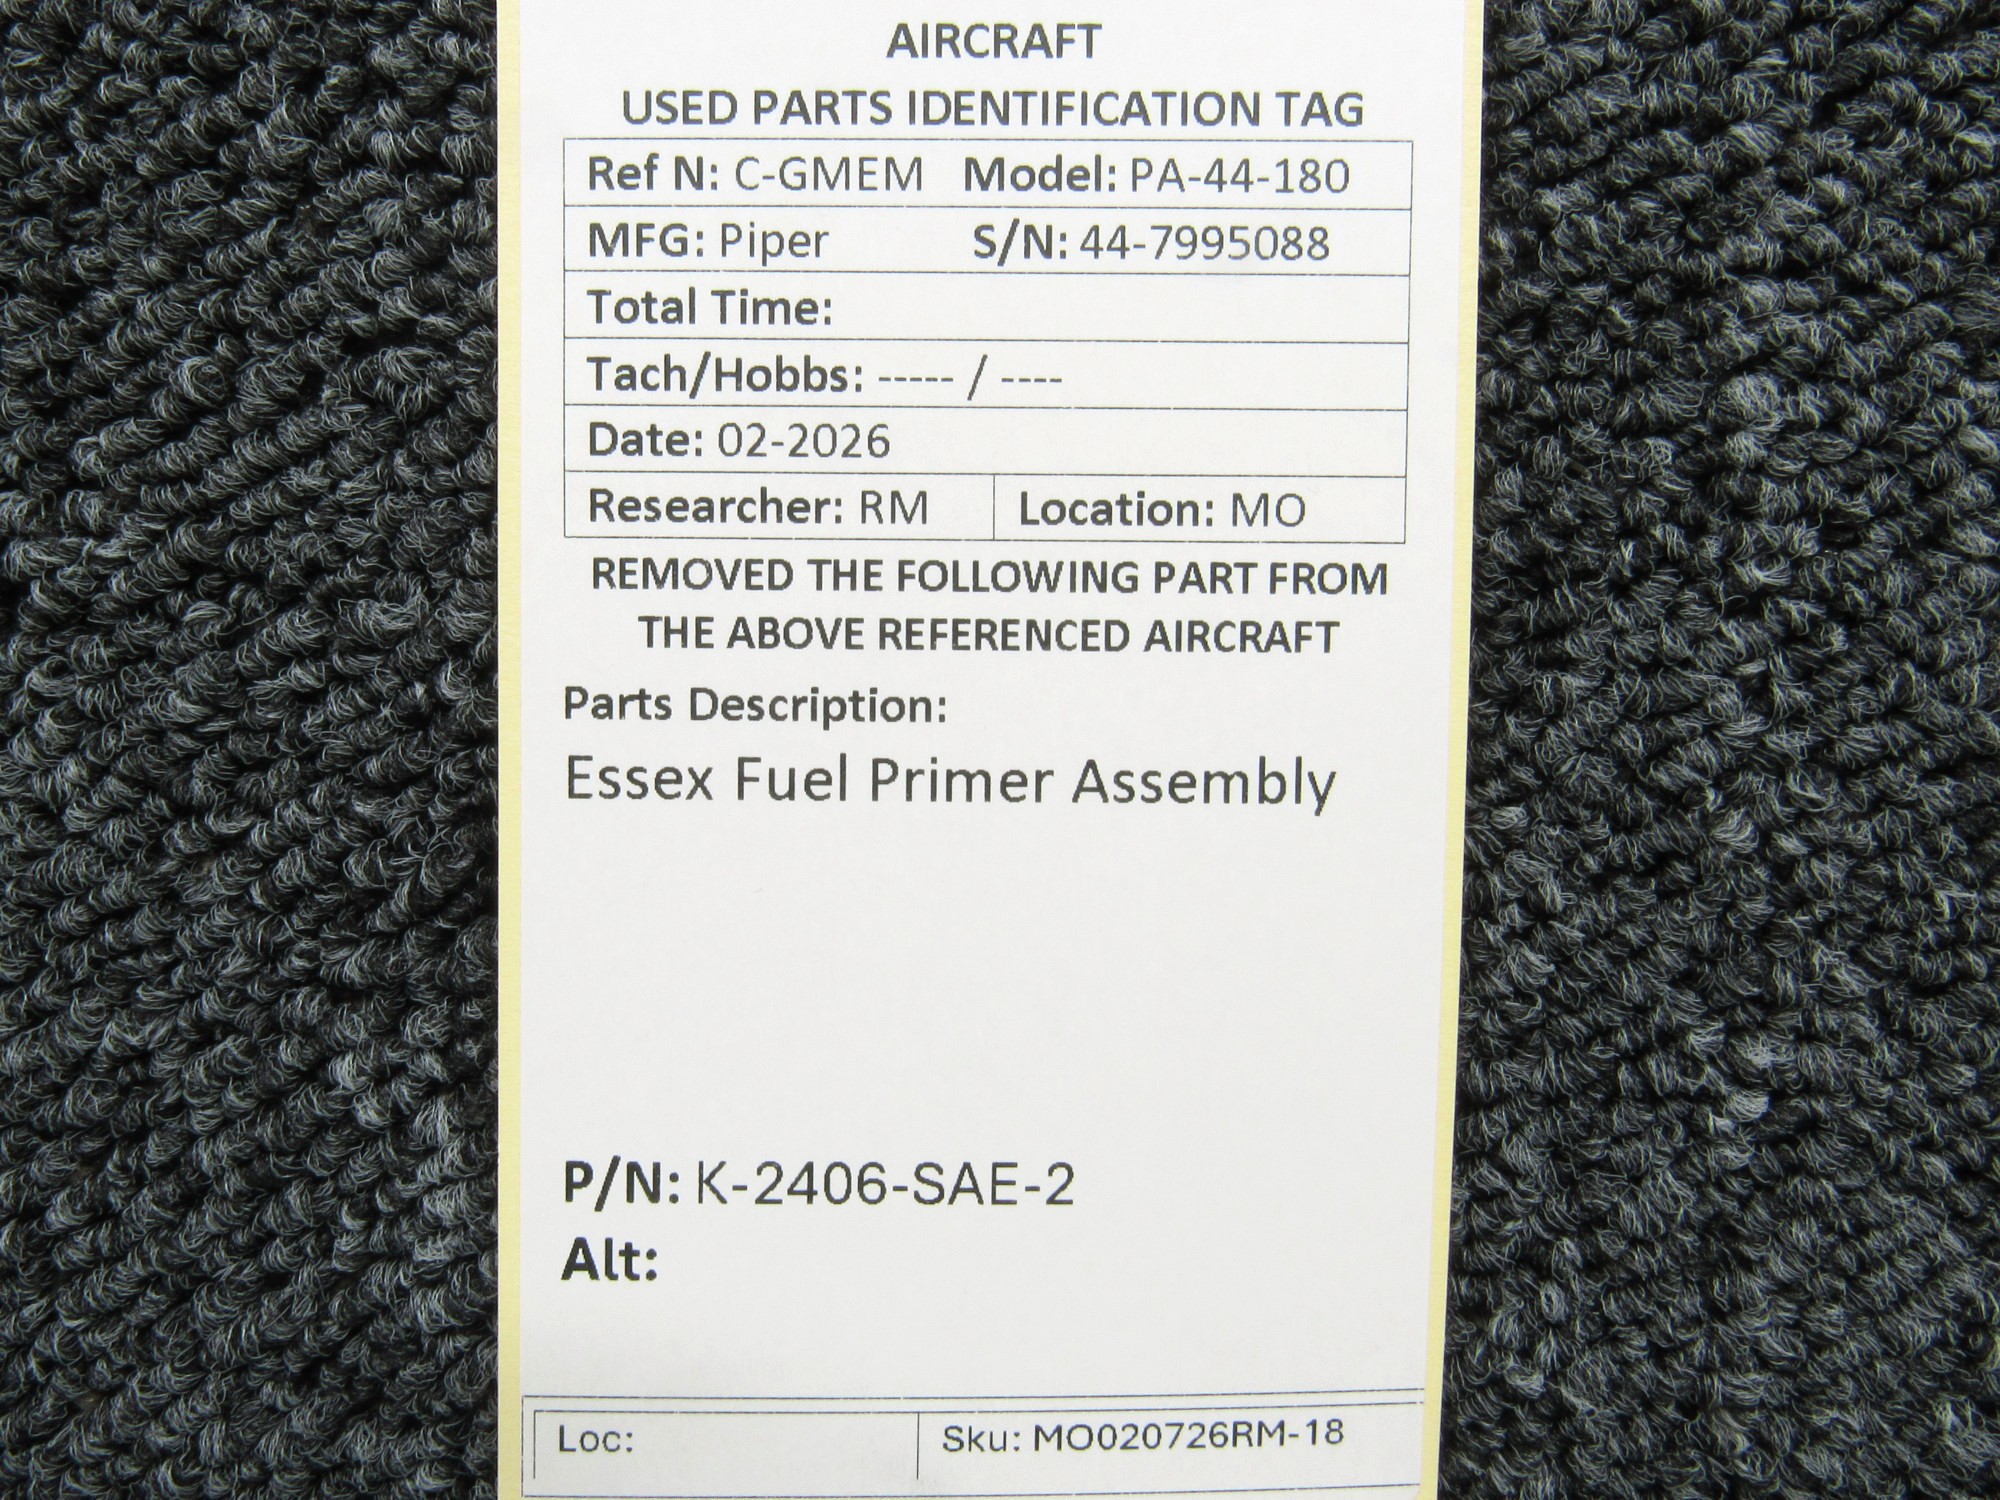 AIRCRAFT
USED PARTS IDENTIFICATION TAG
Ref N: C-GMEM Model: PA-44-180
MFG: Piper S/N: 44-7995088
Total Time:
Tach/Hobbs: ----- / ----
Date: 02-2026
Researcher: RM Location: MO
REMOVED THE FOLLOWING PART FROM
THE ABOVE REFERENCED AIRCRAFT
Parts Description:
Essex Fuel Primer Assembly
P/N: K-2406-SAE-2
Alt:
Loc: Sku: MO020726RM-18